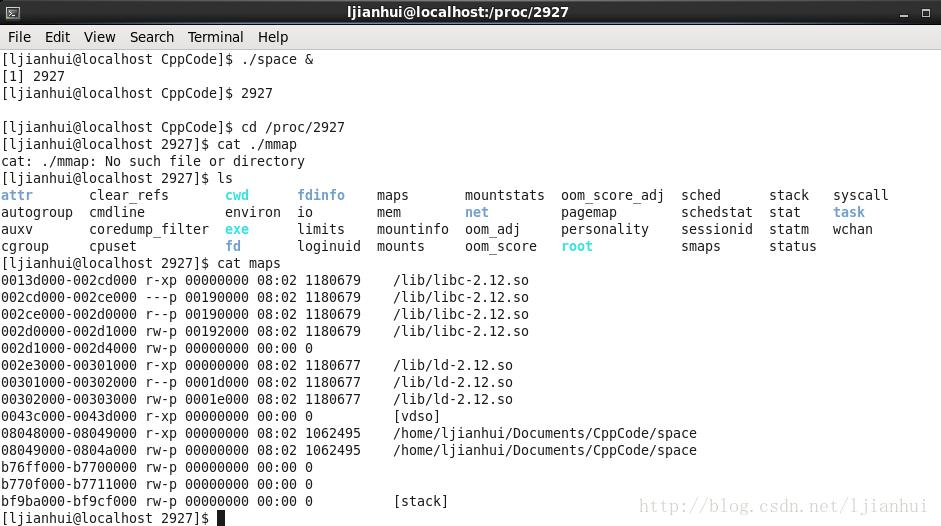 ljianhui@localhost:/proc/2927
File Edit View Search Terminal Help
[ljianhui@localhost CppCode]$ ./space &
[1] 2927
[ljianhui@localhost CppCode]$ 2927
[ljianhui@localhost CppCode]$ cd /proc/2927
[ljianhui@localhost 2927]$ cat ./mmap
cat: ./mmap: No such file or directory
[ljianhui@localhost 2927]$ ls
attr       clear_refs       cwd      fdinfo    maps       mountstats  oom_score_adj  sched      stack   syscall
autogroup  cmdline          environ  io        mem        net         pagemap        schedstat  stat    task
auxv       coredump_filter  exe      limits    mountinfo  oom_adj     personality    sessionid  statm   wchan
cgroup     cpuset           fd       loginuid  mounts     oom_score   root           smaps      status
[ljianhui@localhost 2927]$ cat maps
0013d000-002cd000 r-xp 00000000 08:02 1180679    /lib/libc-2.12.so
002cd000-002ce000 ---p 00190000 08:02 1180679    /lib/libc-2.12.so
002ce000-002d0000 r--p 00190000 08:02 1180679    /lib/libc-2.12.so
002d0000-002d1000 rw-p 00192000 08:02 1180679    /lib/libc-2.12.so
002d1000-002d4000 rw-p 00000000 00:00 0
002e3000-00301000 r-xp 00000000 08:02 1180677    /lib/ld-2.12.so
00301000-00302000 r--p 0001d000 08:02 1180677    /lib/ld-2.12.so
00302000-00303000 rw-p 0001e000 08:02 1180677    /lib/ld-2.12.so
0043c000-0043d000 r-xp 00000000 00:00 0          [vdso]
08048000-08049000 r-xp 00000000 08:02 1062495    /home/ljianhui/Documents/CppCode/space
08049000-0804a000 rw-p 00000000 08:02 1062495    /home/ljianhui/Documents/CppCode/space
b76ff000-b7700000 rw-p 00000000 00:00 0
b770f000-b7711000 rw-p 00000000 00:00 0
bf9ba000-bf9cf000 rw-p 00000000 00:00 0          [stack]
[ljianhui@localhost 2927]$
http://blog.csdn.net/ljianhui